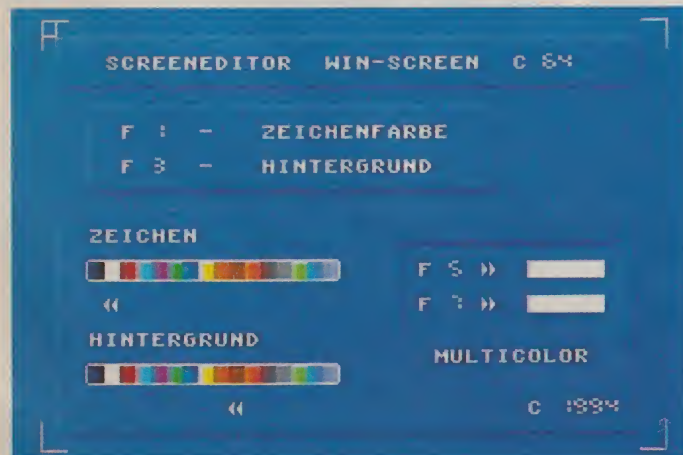 SCREENEDITOR WIN-SCREEN C 64
F 1 - ZEICHENFARBE
F 3 - HINTERGRUND
ZEICHEN
F 5 »
«
F 7 »
HINTERGRUND
MULTICOLOR
«
C 1994